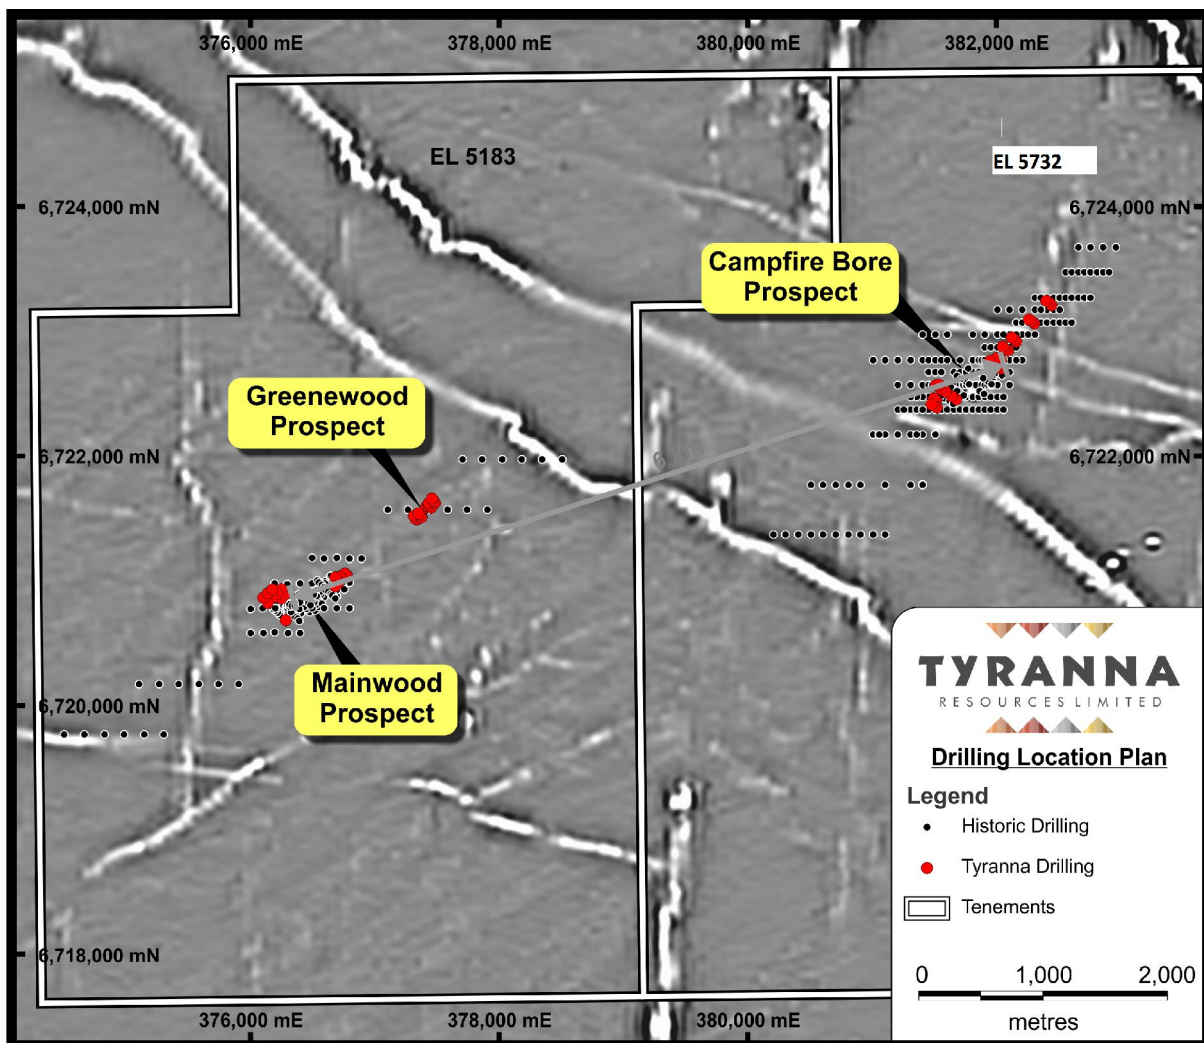 376,000 mE
378,000 mE
380,000 mE
382,000 mE
EL 5183
EL 5732
6,724,000 mN
6,724,000 mN
Campfire Bore
Prospect
Greenewood
Prospect
6,722,000 mN
6,722,000 mN
6 km
Mainwood
Prospect
6,720,000 mN
6,718,000 mN
376,000 mE
378,000 mE
380,000 mE
TYRANNA
RESOURCES LIMITED
Drilling Location Plan
Legend
Historic Drilling
Tyranna Drilling
Tenements
0 1,000 2,000
metres